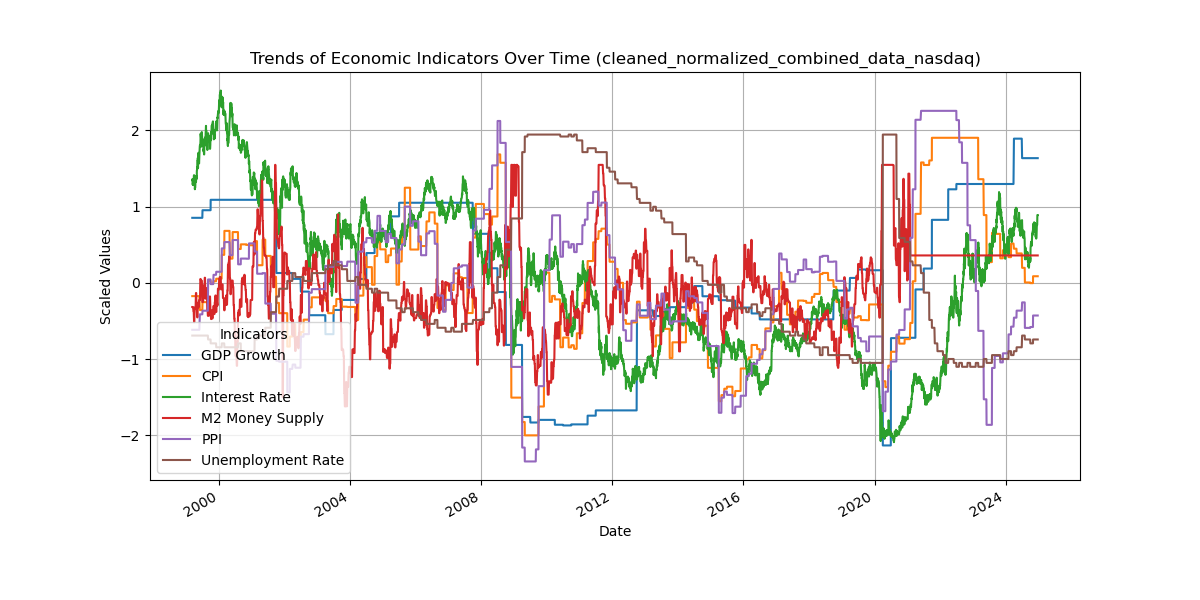 Trends of Economic Indicators Over Time (cleaned_normalized_combined_data_nasdaq)
Scaled Values
2
1
0
−1
−2
Indicators
GDP Growth
CPI
Interest Rate
M2 Money Supply
PPI
Unemployment Rate
2000 2004 2008 2012 2016 2020 2024
Date